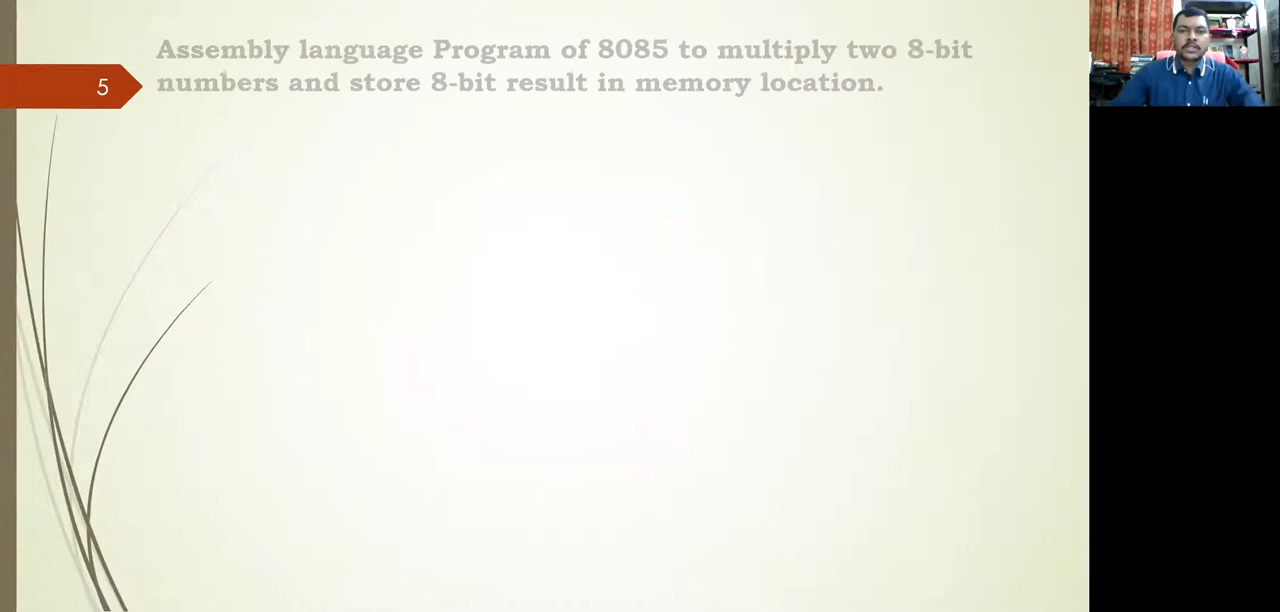 Assembly language Program of 8085 to multiply two 8-bit
numbers and store 8-bit result in memory location.
5